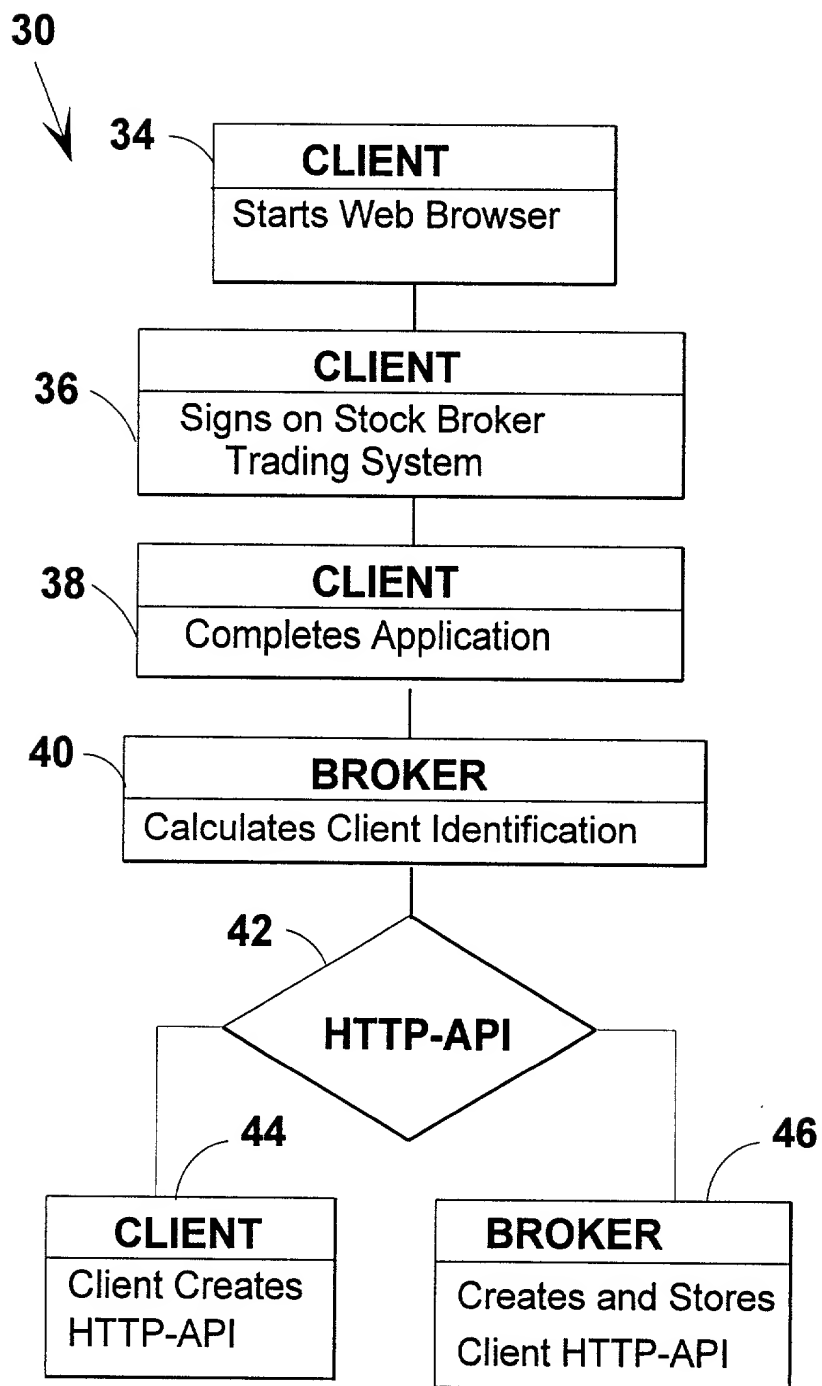 30
34
CLIENT
Starts Web Browser
36
CLIENT
Signs on Stock Broker
Trading System
38
CLIENT
Completes Application
40
BROKER
Calculates Client Identification
42
HTTP-API
44
CLIENT
Client Creates
HTTP-API
46
BROKER
Creates and Stores
Client HTTP-API